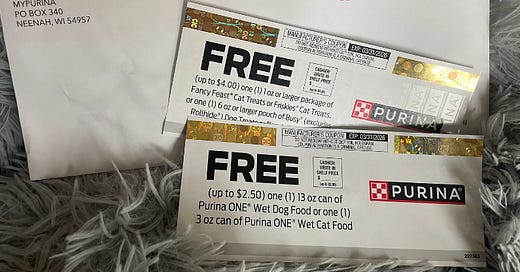 MYPURINA
PO BOX 340
NEENAH, WI 54957
MANUFACTURER'S COUPON EXP: 03/31/2026
FREE
CASHIER:
WRITE IN
SHELF PRICE
$
(up to $4.00) one (1) 1 oz or larger package of
Fancy Feast® Cat Treats or Friskies® Cat Treats,
or one (1) 6 oz or larger pouch of Busy® (excludes
Rollhide®)
PURINA
MANUFACTURER'S COUPON EXP: 03/31/2026
FREE
CASHIER:
WRITE IN
SHELF PRICE
$
(up to $2.50) one (1) 13 oz can of
Purina ONE® Wet Dog Food or one (1)
3 oz can of Purina ONE® Wet Cat Food
PURINA®